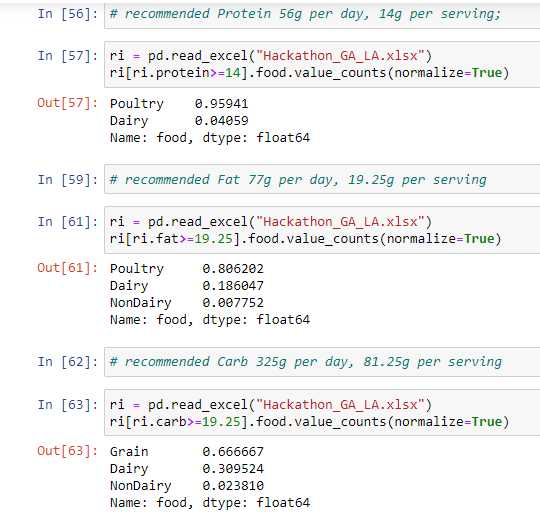 In [56]: # recommended Protein 56g per day, 14g per serving;
In [57]: ri = pd.read_excel("Hackathon_GA_LA.xlsx")
ri[ri.protein>=14].food.value_counts(normalize=True)
Out[57]: Poultry    0.95941
Dairy      0.04059
Name: food, dtype: float64
In [59]: # recommended Fat 77g per day, 19.25g per serving
In [61]: ri = pd.read_excel("Hackathon_GA_LA.xlsx")
ri[ri.fat>=19.25].food.value_counts(normalize=True)
Out[61]: Poultry     0.806202
Dairy       0.186047
NonDairy    0.007752
Name: food, dtype: float64
In [62]: # recommended Carb 325g per day, 81.25g per serving
In [63]: ri = pd.read_excel("Hackathon_GA_LA.xlsx")
ri[ri.carb>=19.25].food.value_counts(normalize=True)
Out[63]: Grain       0.666667
Dairy       0.309524
NonDairy    0.023810
Name: food, dtype: float64